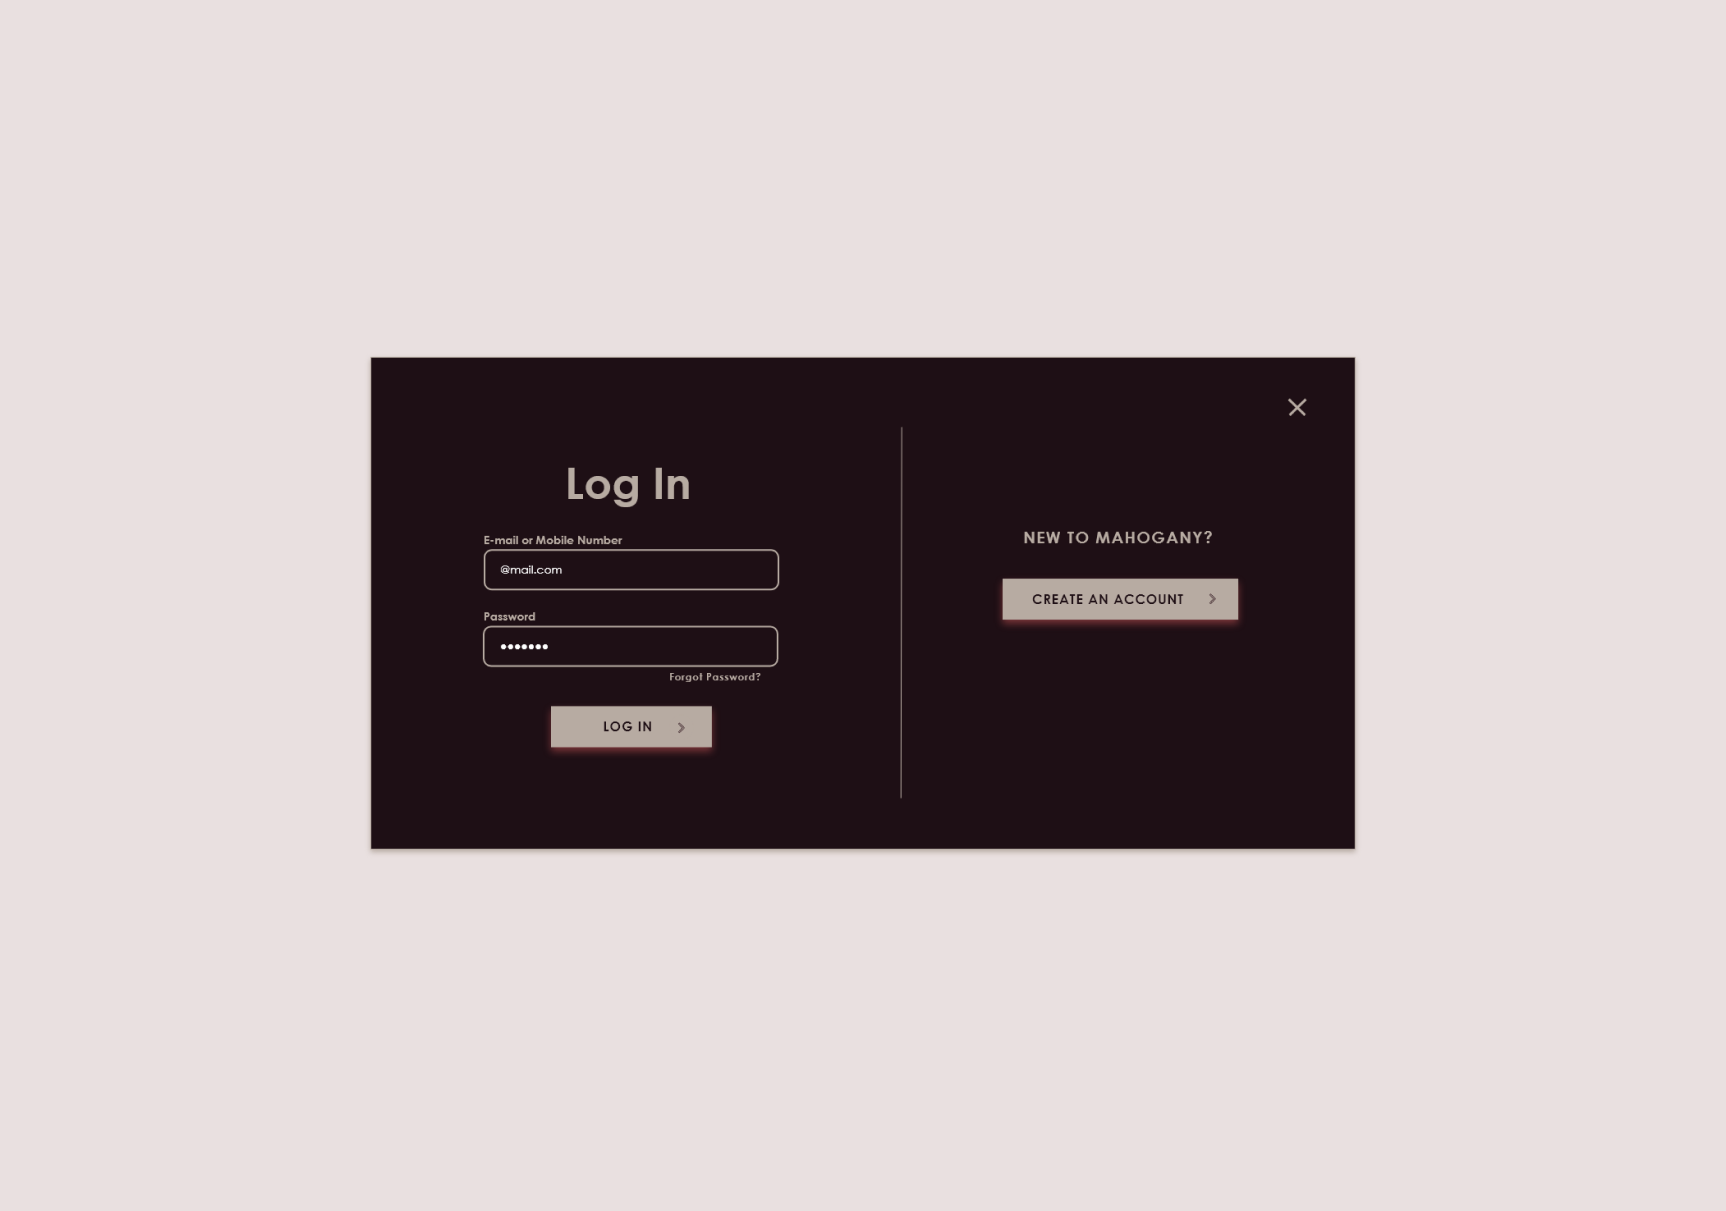 Log In
E-mail or Mobile Number
@mail.com
Password
•••••••
Forgot Password?
LOG IN
NEW TO MAHOGANY?
CREATE AN ACCOUNT